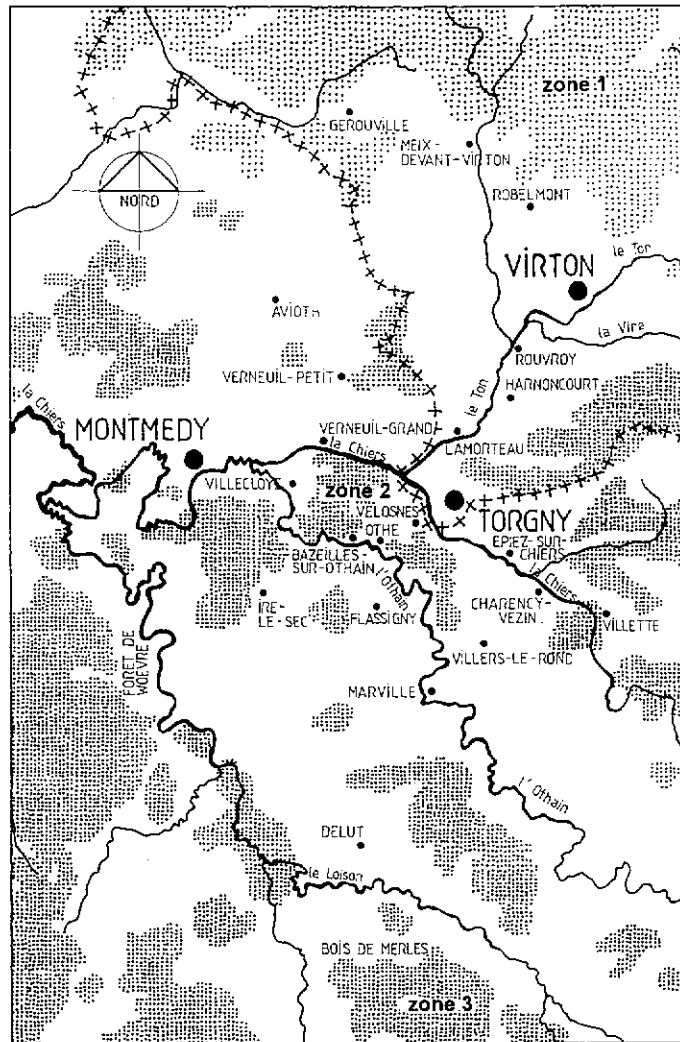 zone 1
GEROUVILLE
MEIX-
DEVANT-VIRTON
NORD
ROBELMONT
le Ton
VIRTON
la Vire
AVIOTH
ROUVROY
VERNEUIL-PETIT
HARNONCOURT
la Chiers
le Ton
MONTMEDY
VERNEUIL-GRAND
LAMORTEAU
la Chiers
VILLECLOYE
zone 2
VELOSNES
TORGNY
OTHE
EPIEZ-SUR-
CHIERS
BAZEILLES
SUR-OTHAIN
l'Othain
la Chiers
IRE-
LE-SEC
FLASSIGNY
CHARENCY-
VEZIN
VILLETTE
FORET DE
WOEVRE
VILLERS-LE-ROND
MARVILLE
l'Othain
DELUT
le Loison
BOIS DE MERLES
zone 3